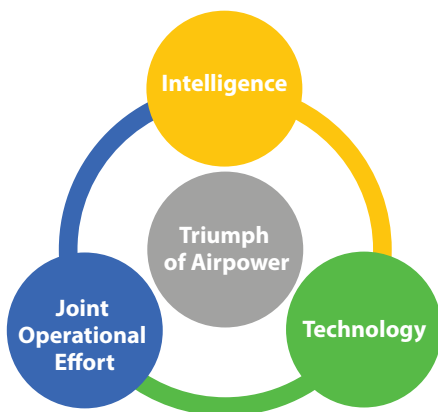 Intelligence
Triumph
of Airpower
Joint
Operational
Effort
Technology